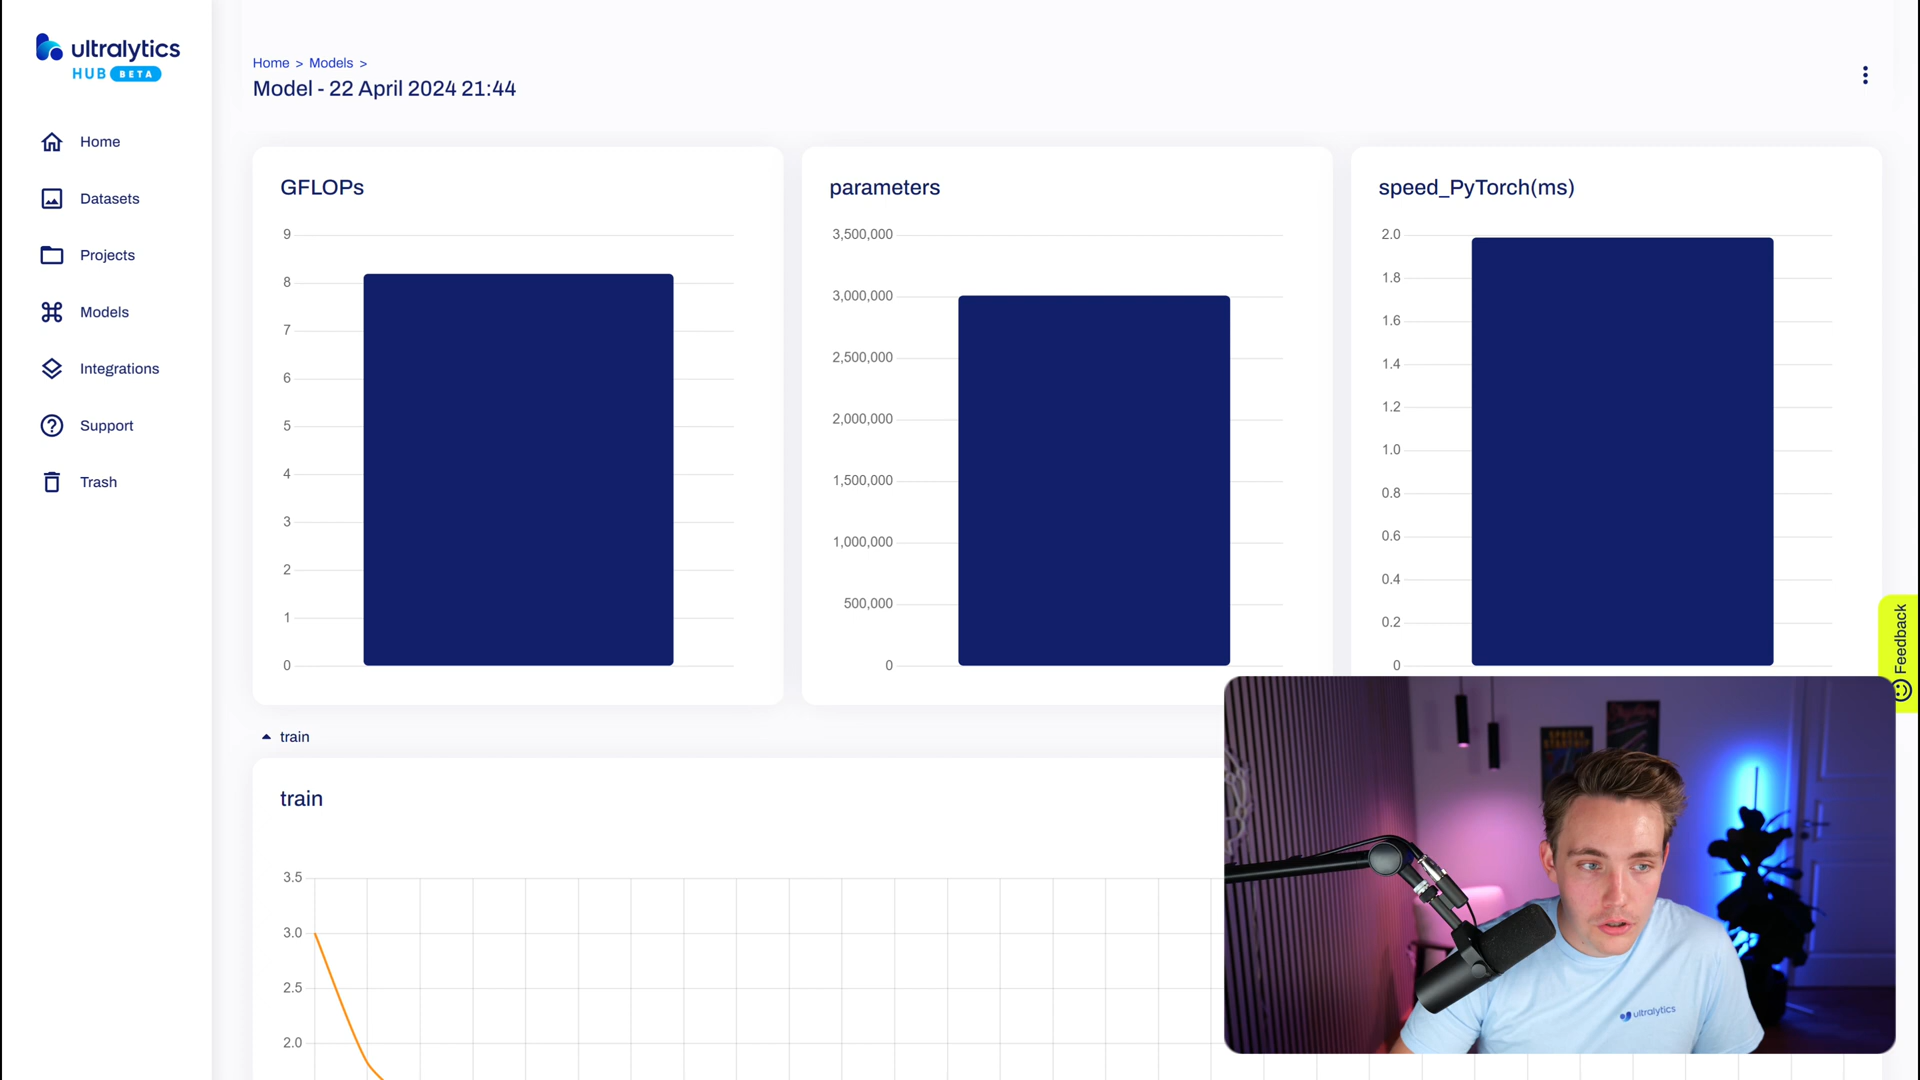 ultralytics
HUB BETA
Home
Datasets
Projects
Models
Integrations
Support
Trash
Home > Models >
Model - 22 April 2024 21:44
GFLOPs
9
8
7
6
5
4
3
2
1
0
parameters
3,500,000
3,000,000
2,500,000
2,000,000
1,500,000
1,000,000
500,000
0
speed_PyTorch(ms)
2.0
1.8
1.6
1.4
1.2
1.0
0.8
0.6
0.4
0.2
0
Feedback
train
train
3.5
3.0
2.5
2.0
ultralytics